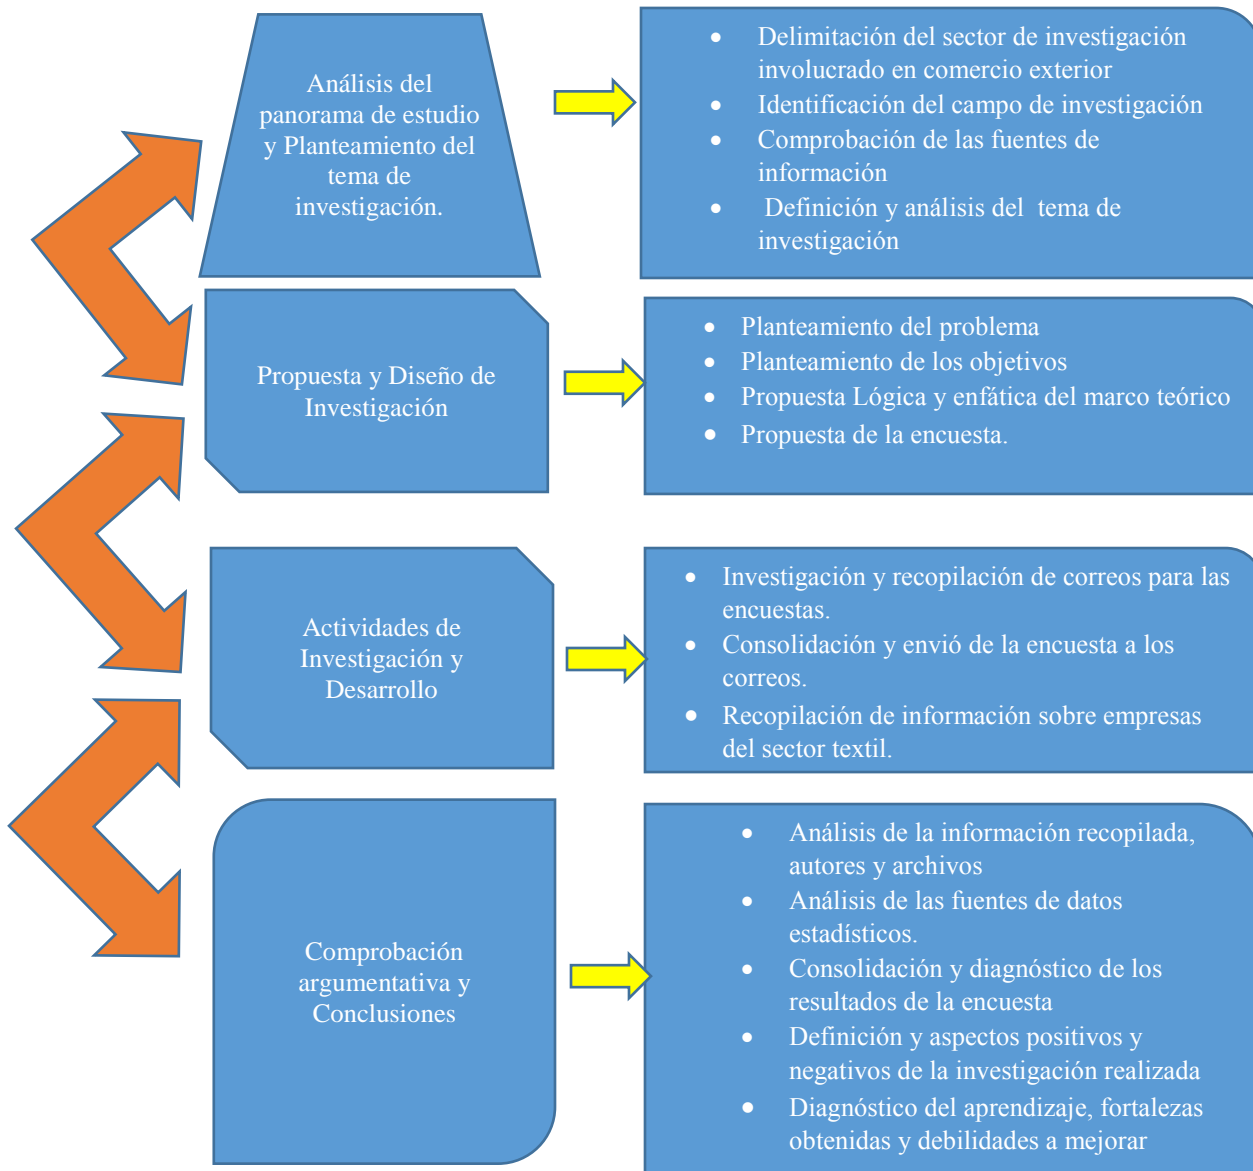 Análisis del
panorama de estudio
y Planteamiento del
tema de
investigación.
• Delimitación del sector de investigación
involucrado en comercio exterior
• Identificación del campo de investigación
• Comprobación de las fuentes de
información
• Definición y análisis del tema de
investigación
Propuesta y Diseño de
Investigación
• Planteamiento del problema
• Planteamiento de los objetivos
• Propuesta Lógica y enfática del marco teórico
• Propuesta de la encuesta.
Actividades de
Investigación y
Desarrollo
• Investigación y recopilación de correos para las
encuestas.
• Consolidación y envió de la encuesta a los
correos.
• Recopilación de información sobre empresas
del sector textil.
Comprobación
argumentativa y
Conclusiones
• Análisis de la información recopilada,
autores y archivos
• Análisis de las fuentes de datos
estadísticos.
• Consolidación y diagnóstico de los
resultados de la encuesta
• Definición y aspectos positivos y
negativos de la investigación realizada
• Diagnóstico del aprendizaje, fortalezas
obtenidas y debilidades a mejorar